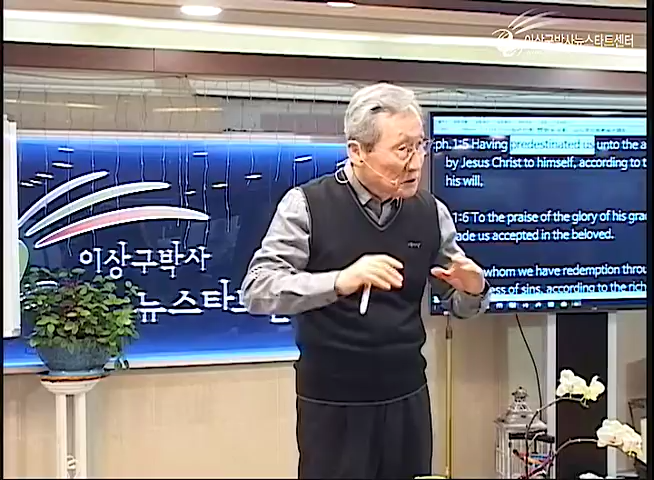 이상구박사뉴스타트센터
ph. 1:5 Having predestinated us unto the a
by Jesus Christ to himself, according to t
his will,
1:6 To the praise of the glory of his gra
ade us accepted in the beloved.
whom we have redemption throu
ess of sins, according to the rich
이상구박사
뉴스타트